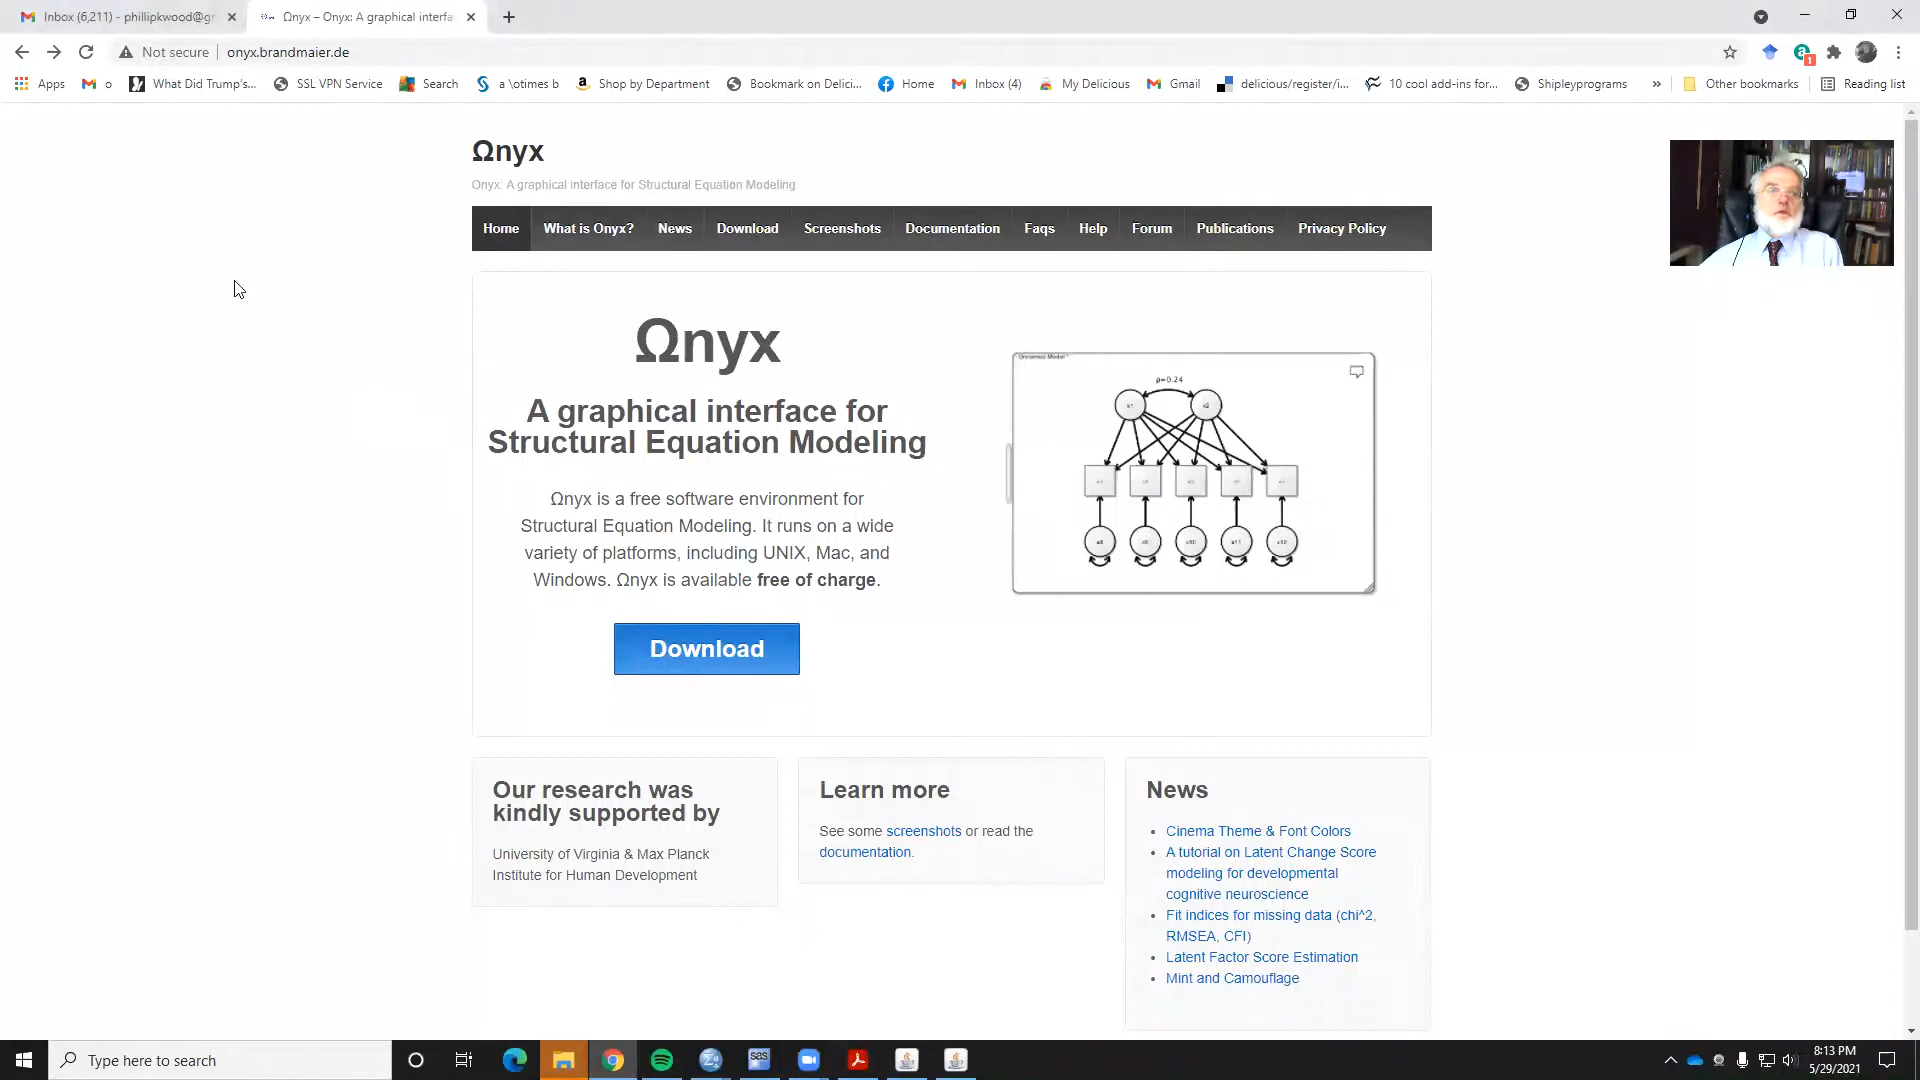 Inbox (6,211) - phillipkwood@gr
Ωnyx – Onyx: A graphical interfa
Not secure
onyx.brandmaier.de
Apps
o
What Did Trump's...
SSL VPN Service
Search
a \otimes b
Shop by Department
Bookmark on Delici...
Home
Inbox (4)
My Delicious
Gmail
delicious/register/i...
10 cool add-ins for...
Shipleyprograms
»
Other bookmarks
Reading list
Ωnyx
Onyx: A graphical interface for Structural Equation Modeling
Home
What is Onyx?
News
Download
Screenshots
Documentation
Faqs
Help
Forum
Publications
Privacy Policy
Ωnyx
A graphical interface for
Structural Equation Modeling
Ωnyx is a free software environment for
Structural Equation Modeling. It runs on a wide
variety of platforms, including UNIX, Mac, and
Windows. Ωnyx is available free of charge.
Download
Unnamed Model *
ρ=0.24
x1
x2
Our research was
kindly supported by
University of Virginia & Max Planck
Institute for Human Development
Learn more
See some screenshots or read the
documentation.
News
Cinema Theme & Font Colors
A tutorial on Latent Change Score
modeling for developmental
cognitive neuroscience
Fit indices for missing data (chi^2,
RMSEA, CFI)
Latent Factor Score Estimation
Mint and Camouflage
Type here to search
sas
8:13 PM
5/29/2021